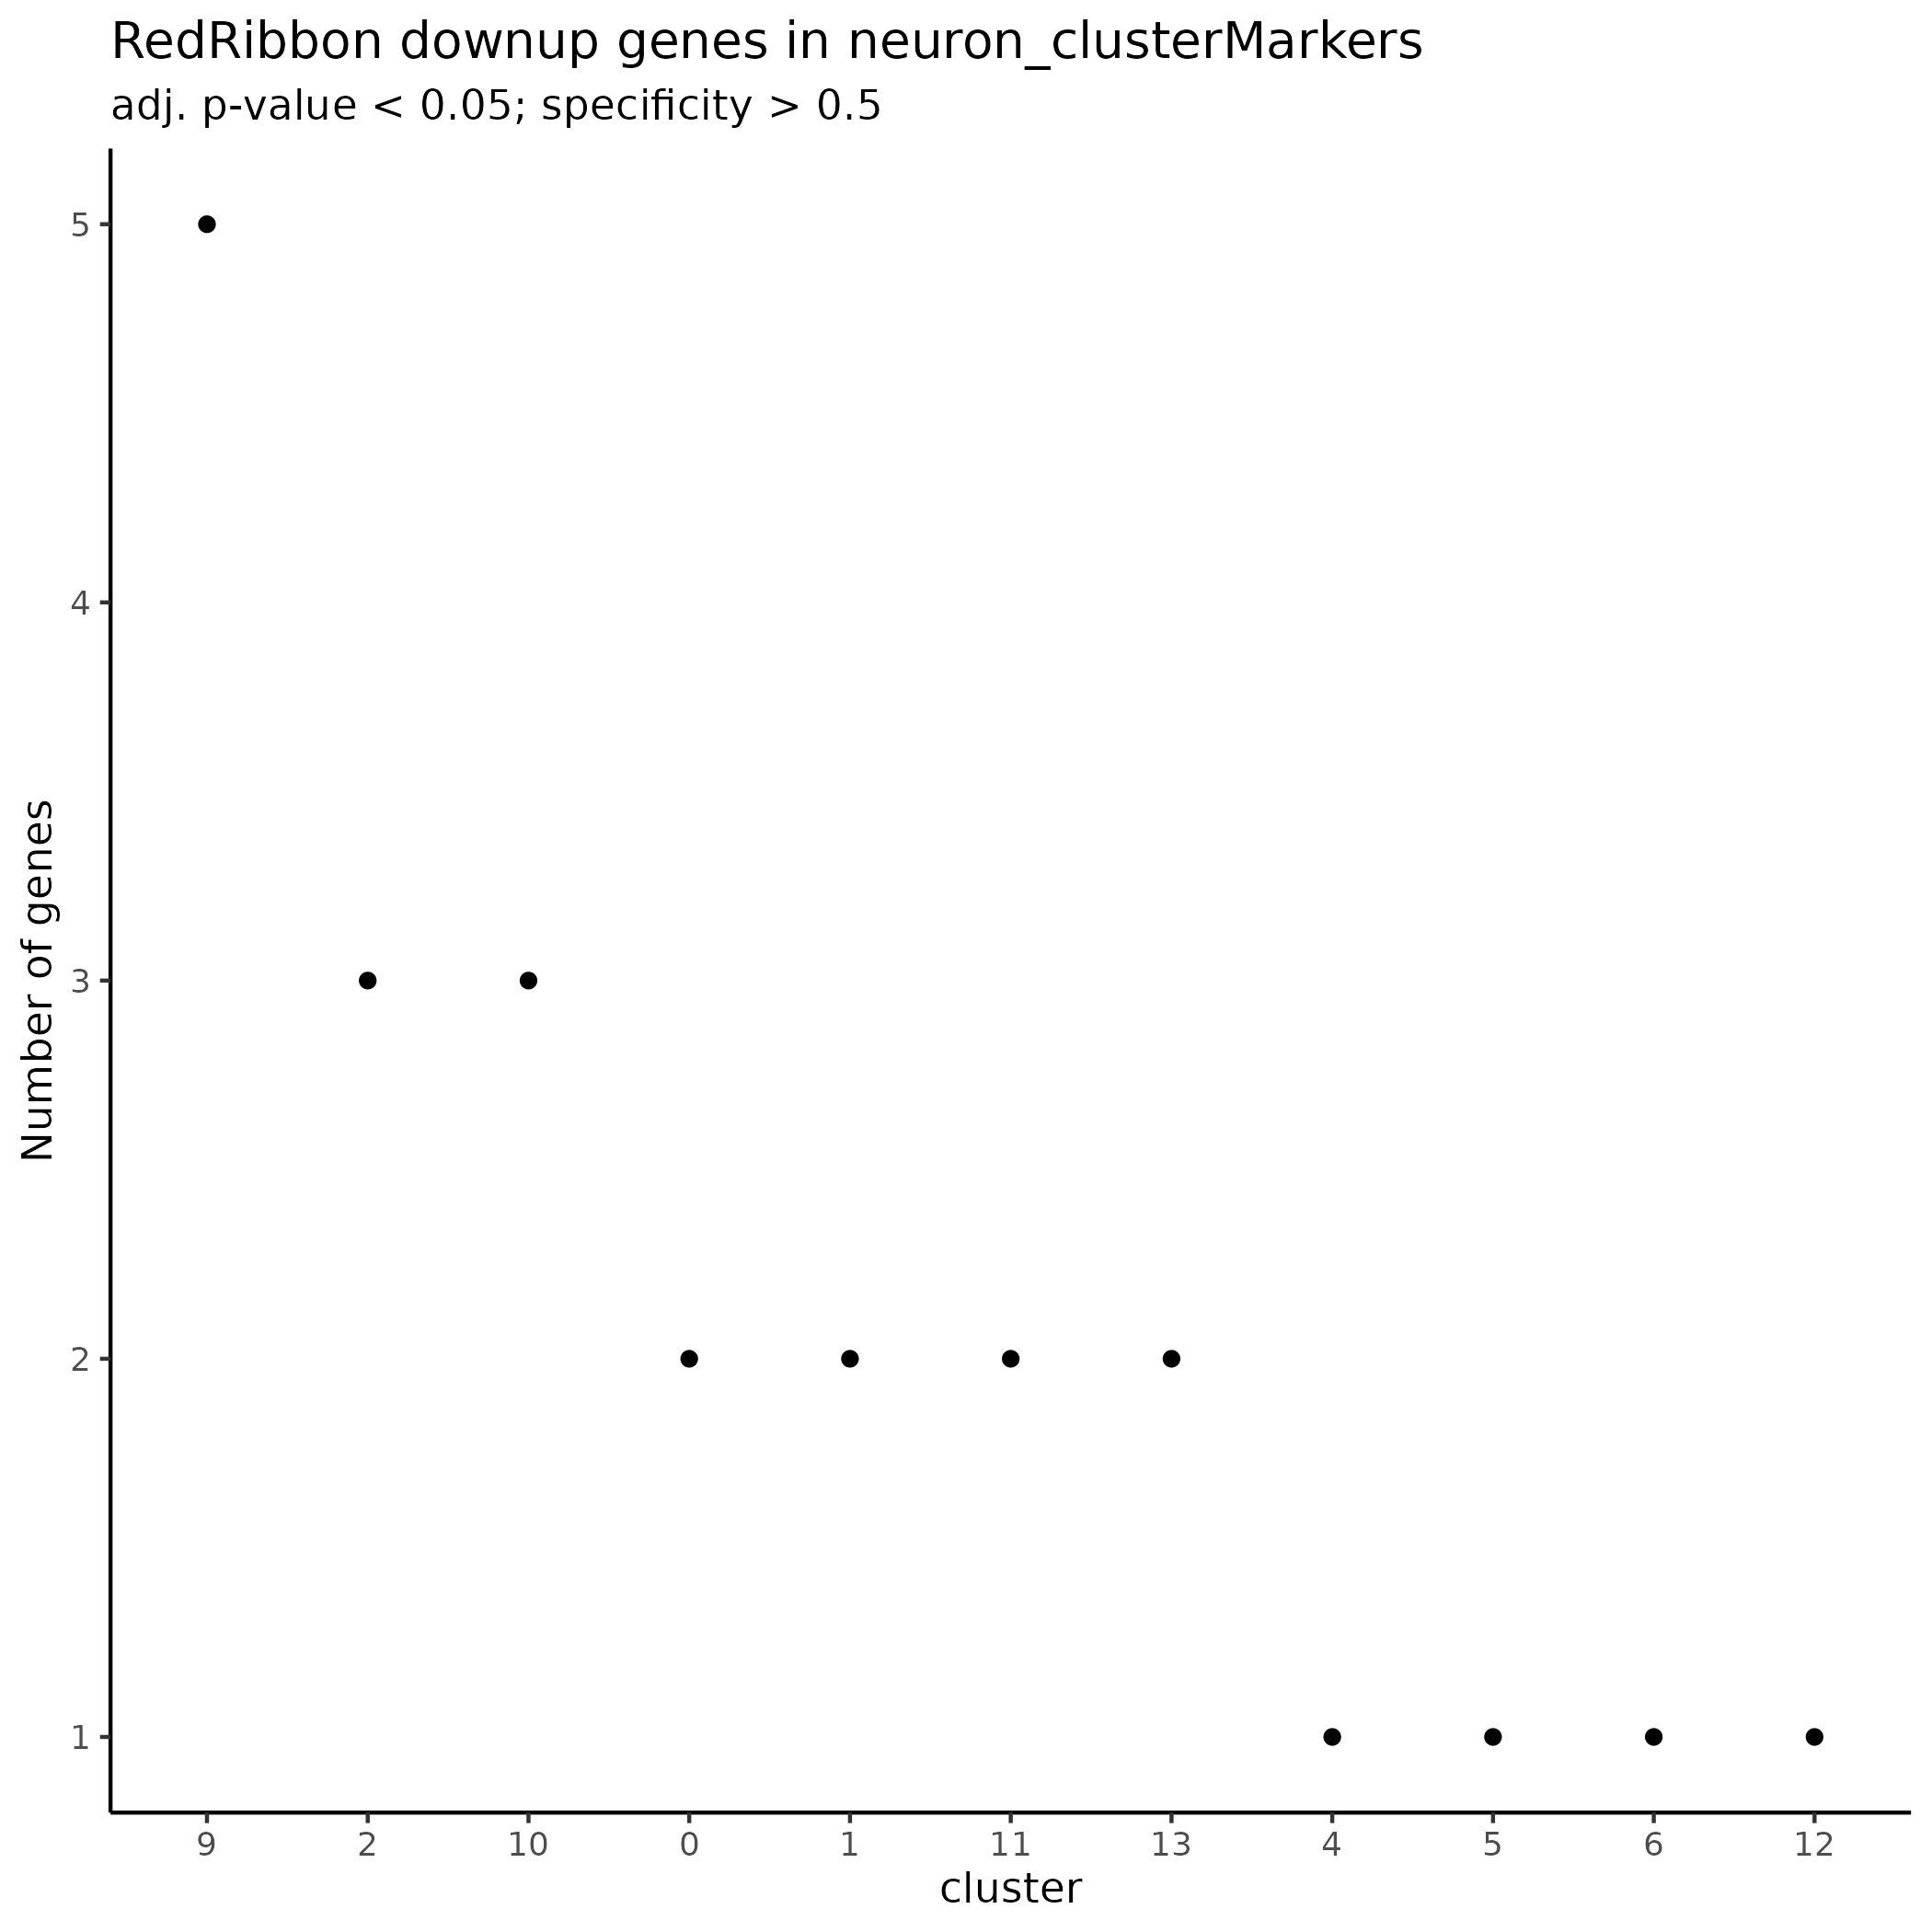 RedRibbon downup genes in neuron_clusterMarkers
adj. p-value < 0.05; specificity > 0.5
Number of genes
5
4
3
2
1
9 2 10 0 1 11 13 4 5 6 12
cluster